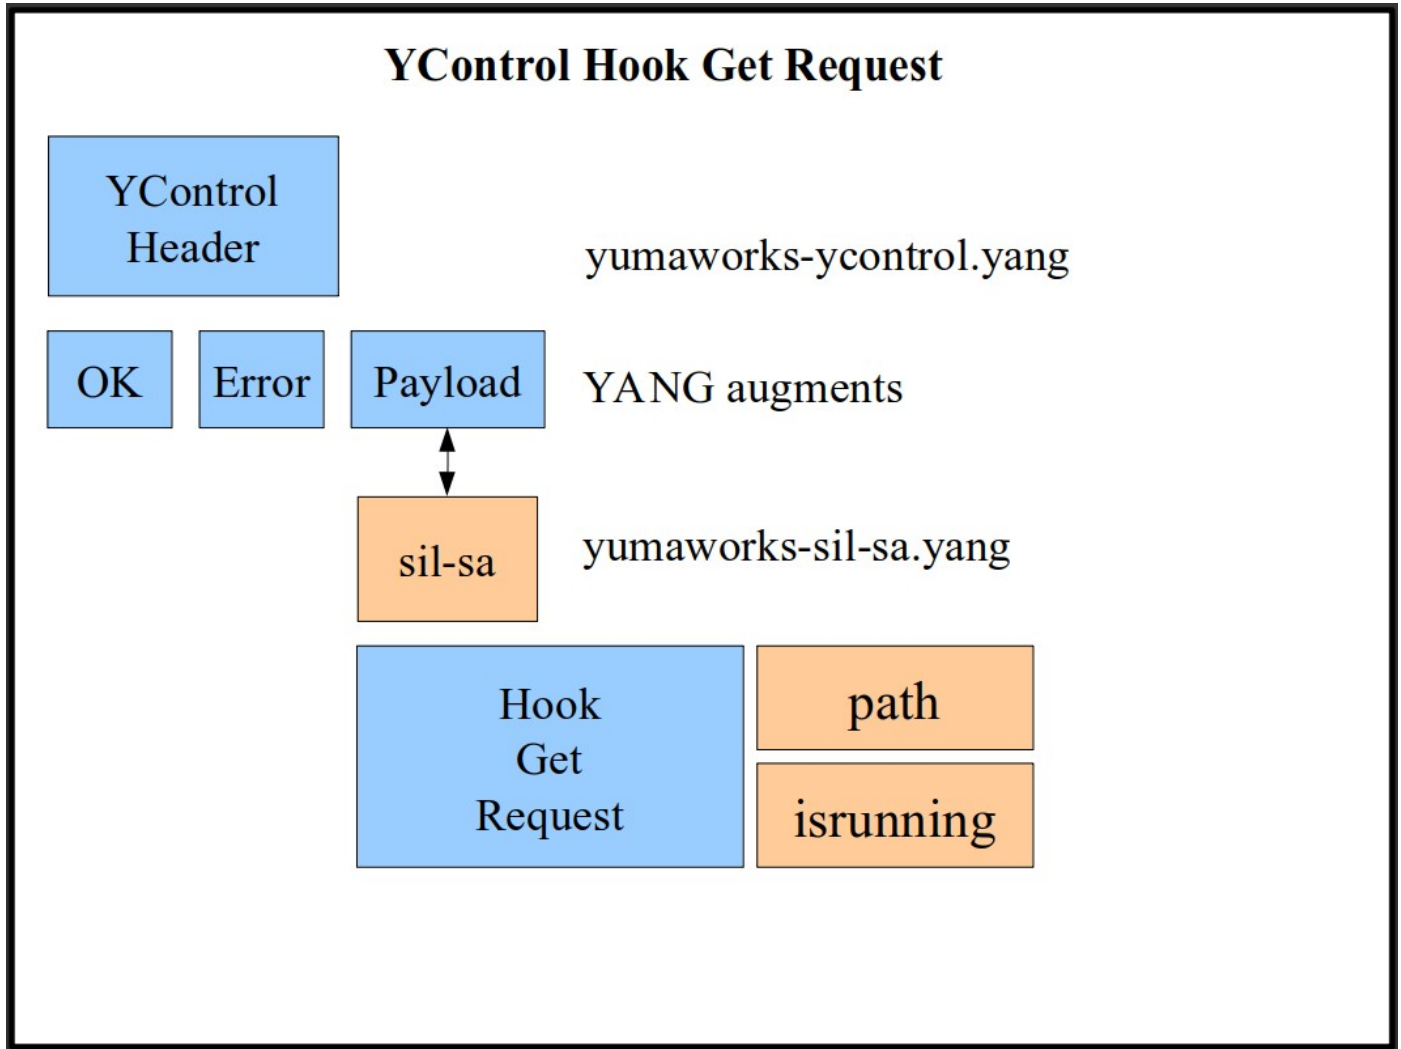 YControl Hook Get Request
YControl
Header
yumaworks-ycontrol.yang
OK
Error
Payload
YANG augments
sil-sa
yumaworks-sil-sa.yang
Hook
Get
Request
path
isrunning